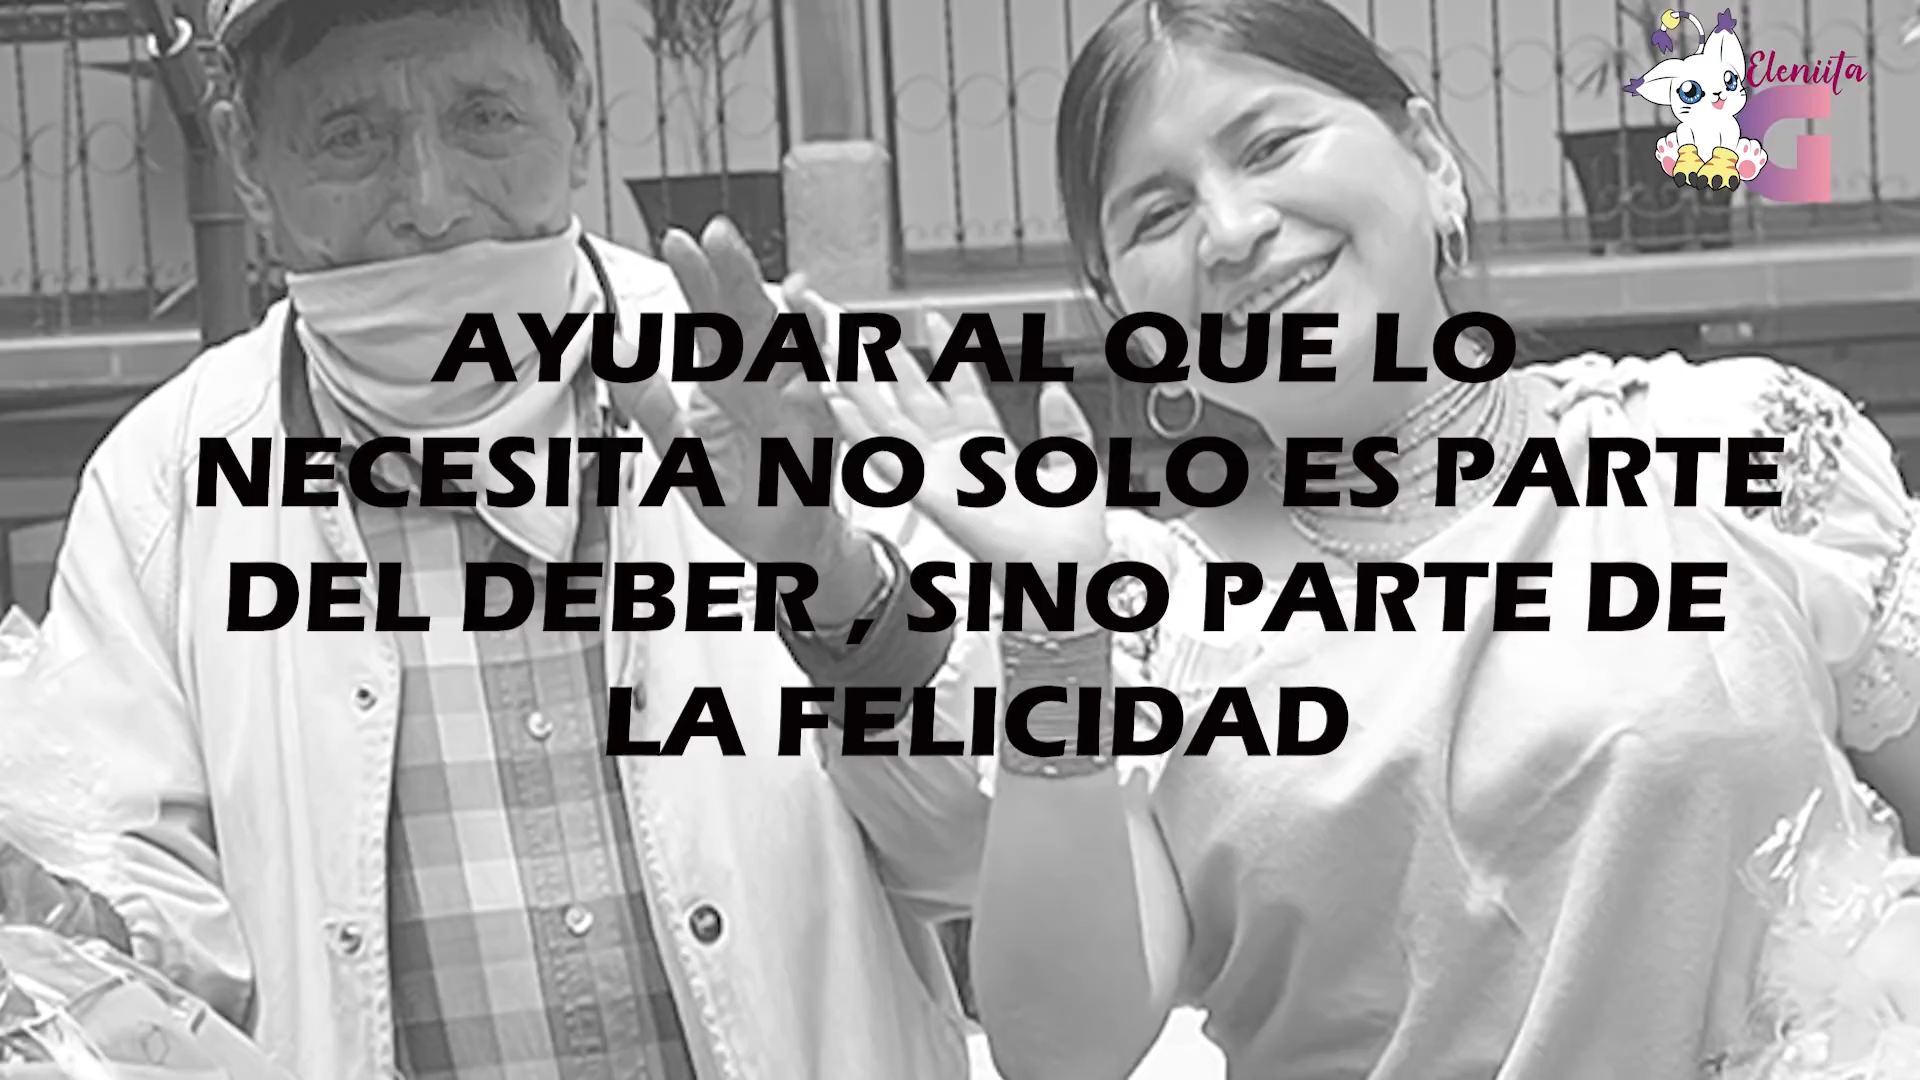 Eleniita
G
AYUDAR AL QUE LO
NECESITA NO SOLO ES PARTE
DEL DEBER , SINO PARTE DE
LA FELICIDAD